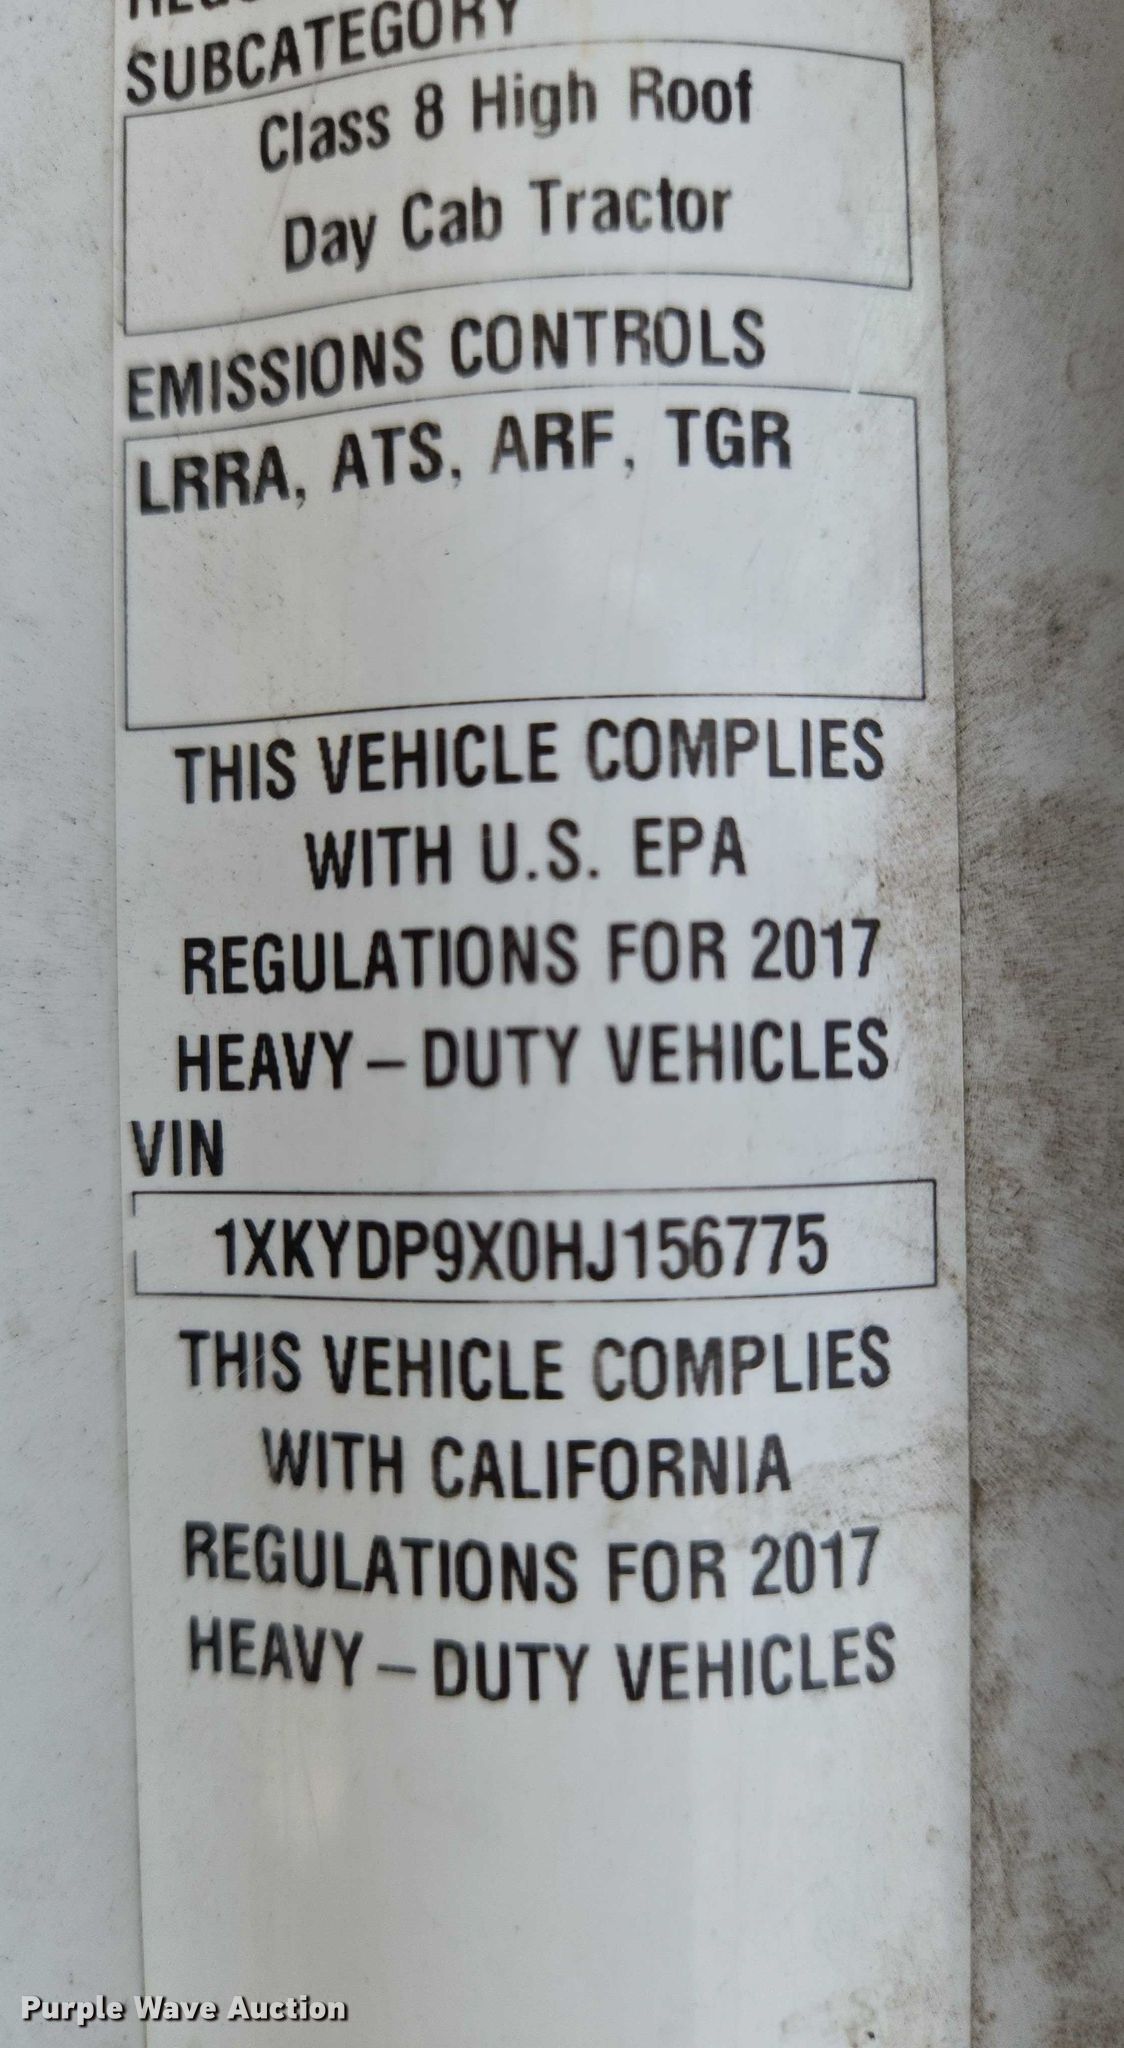 SUBCATEGORY
Class 8 High Roof
Day Cab Tractor
EMISSIONS CONTROLS
LRRA, ATS, ARF, TGR
THIS VEHICLE COMPLIES
WITH U.S. EPA
REGULATIONS FOR 2017
HEAVY – DUTY VEHICLES
VIN
1XKYDP9X0HJ156775
THIS VEHICLE COMPLIES
WITH CALIFORNIA
REGULATIONS FOR 2017
HEAVY – DUTY VEHICLES
Purple Wave Auction